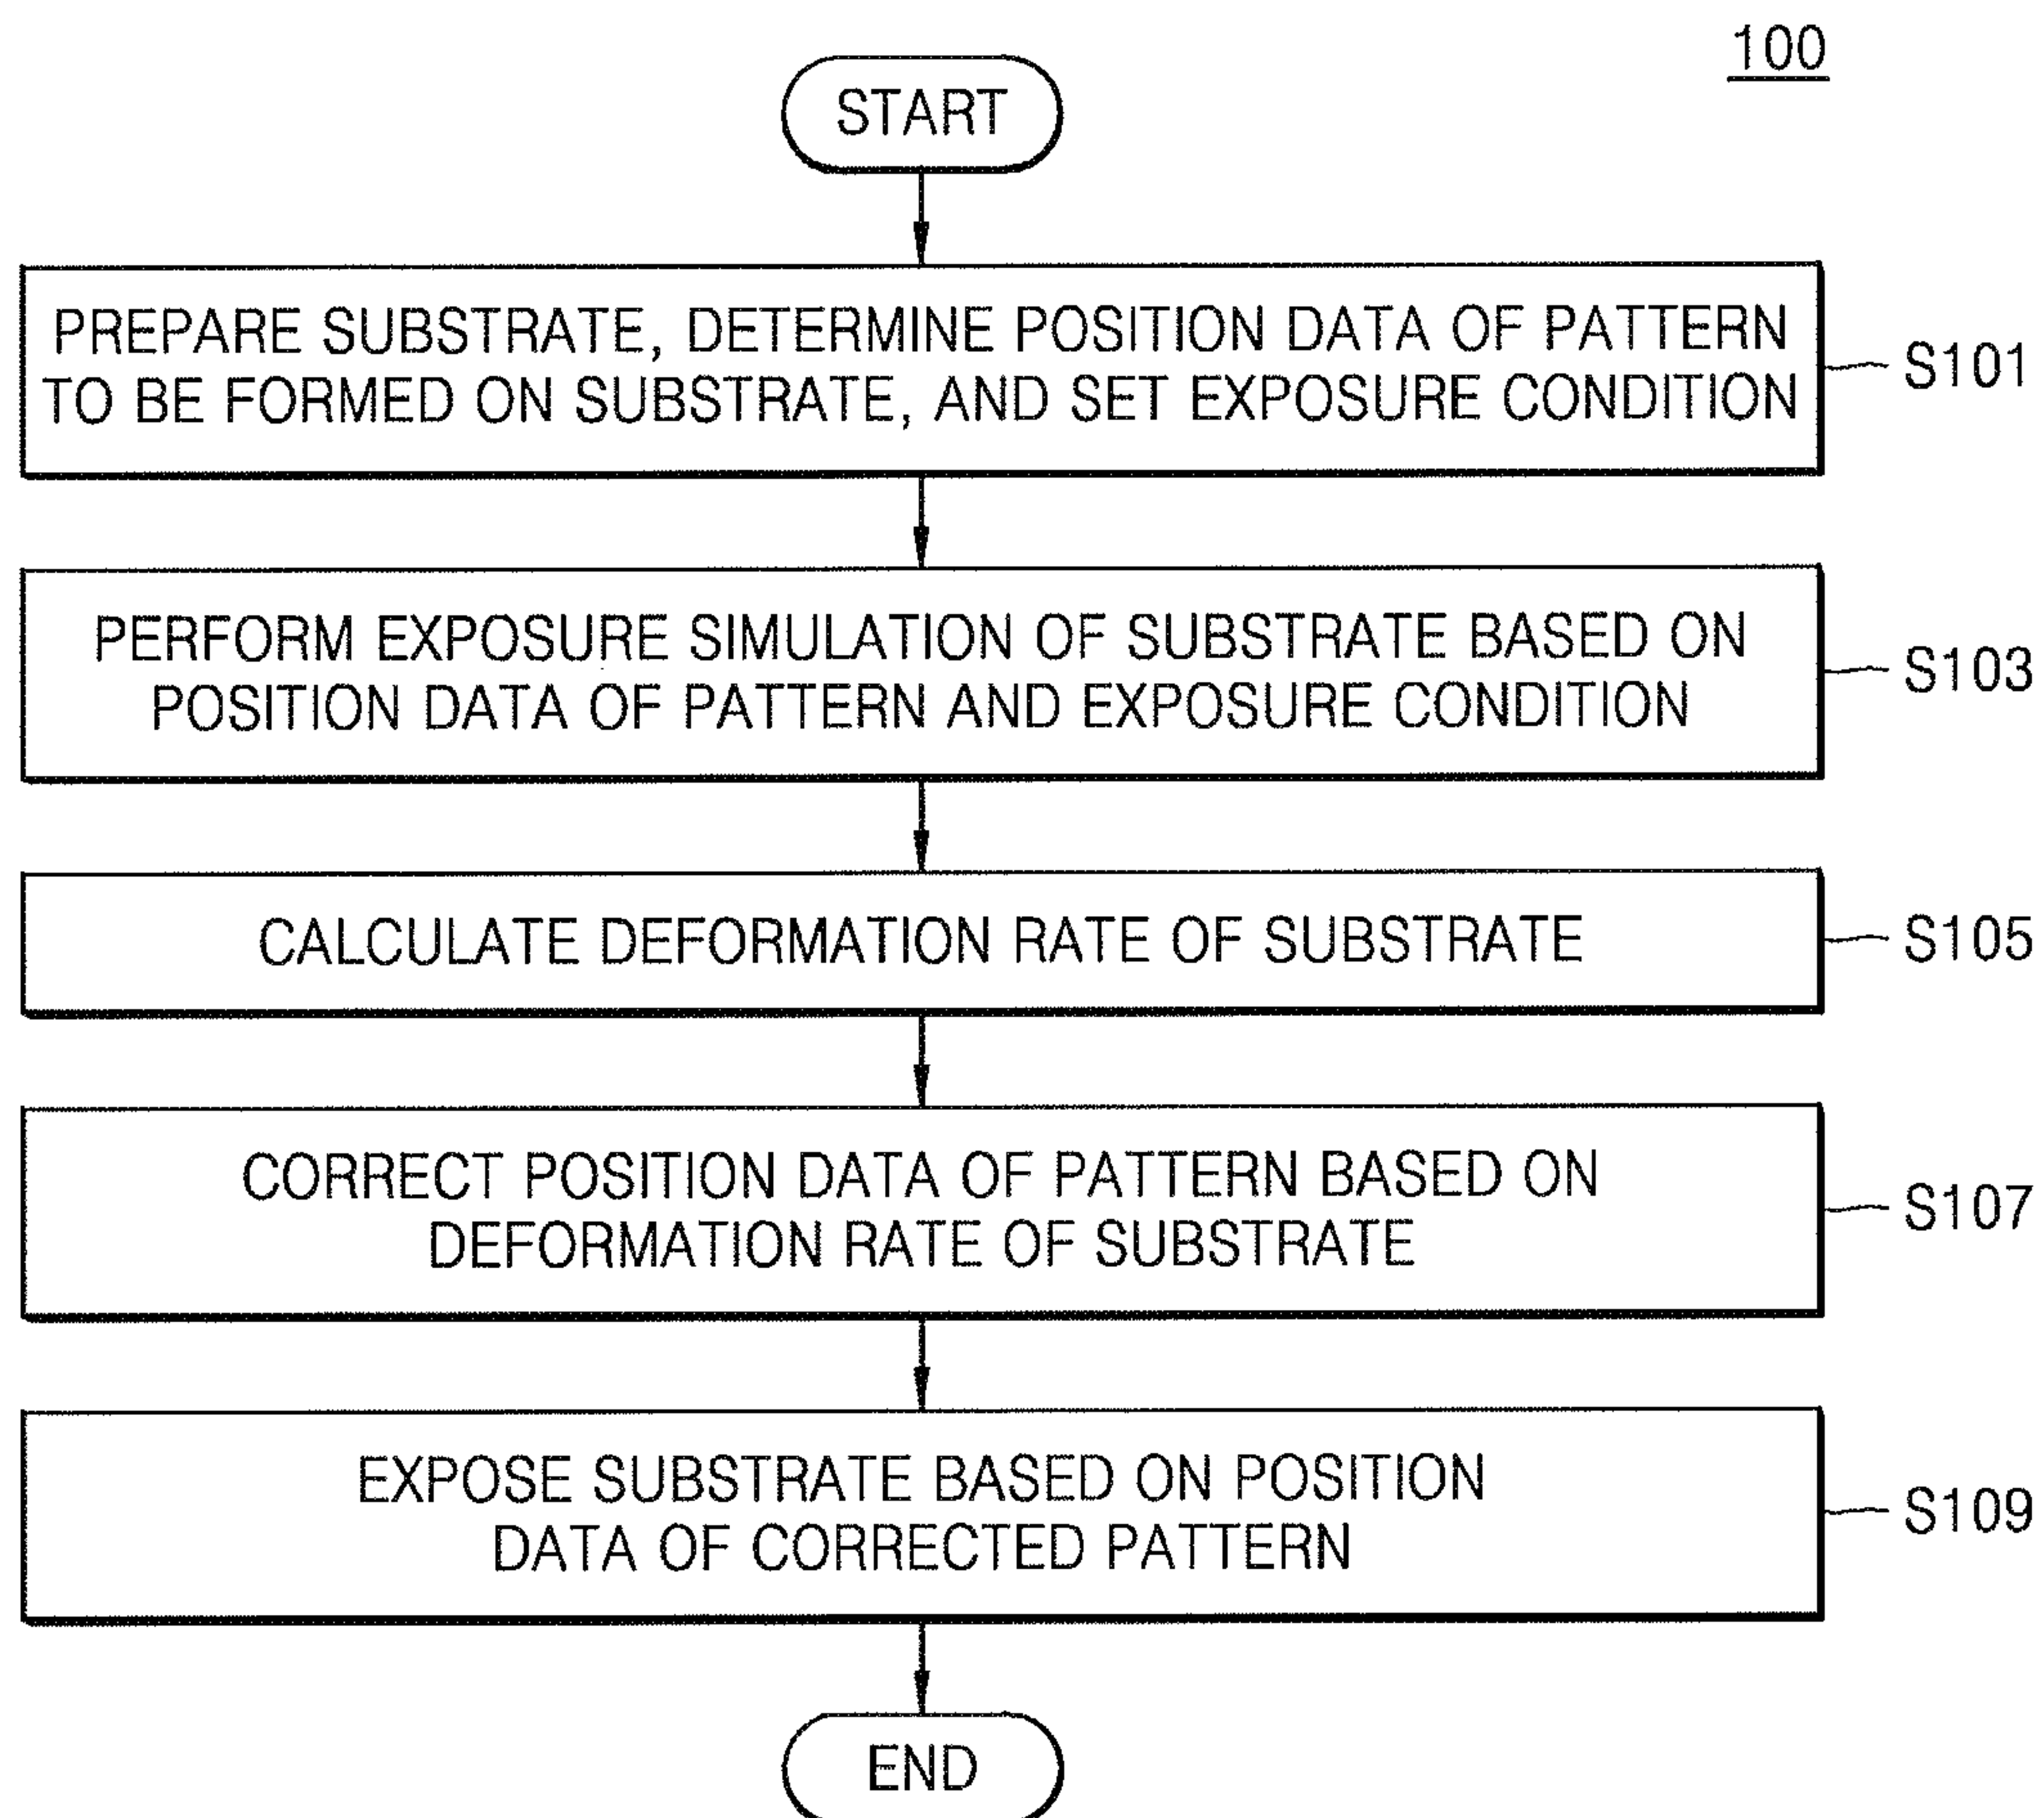 100
START
PREPARE SUBSTRATE, DETERMINE POSITION DATA OF PATTERN
TO BE FORMED ON SUBSTRATE, AND SET EXPOSURE CONDITION
S101
PERFORM EXPOSURE SIMULATION OF SUBSTRATE BASED ON
POSITION DATA OF PATTERN AND EXPOSURE CONDITION
S103
CALCULATE DEFORMATION RATE OF SUBSTRATE
S105
CORRECT POSITION DATA OF PATTERN BASED ON
DEFORMATION RATE OF SUBSTRATE
S107
EXPOSE SUBSTRATE BASED ON POSITION
DATA OF CORRECTED PATTERN
S109
END